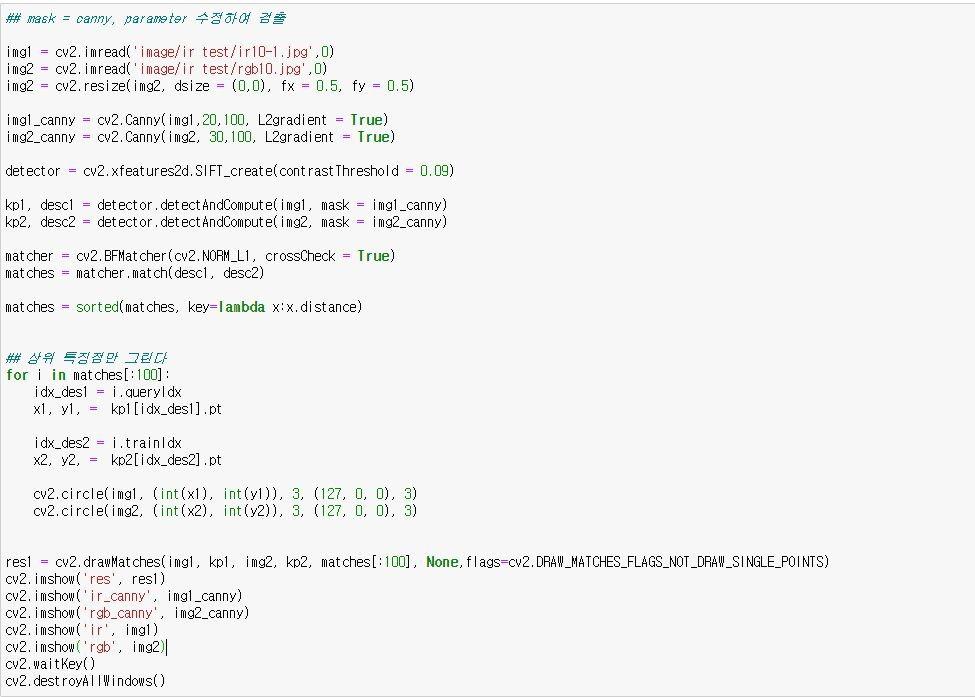 ## mask = canny, parameter 수정하여 검출
img1 = cv2.imread('image/ir test/ir10-1.jpg',0)
img2 = cv2.imread('image/ir test/rgb10.jpg',0)
img2 = cv2.resize(img2, dsize = (0,0), fx = 0.5, fy = 0.5)
img1_canny = cv2.Canny(img1,20,100, L2gradient = True)
img2_canny = cv2.Canny(img2, 30,100, L2gradient = True)
detector = cv2.xfeatures2d.SIFT_create(contrastThreshold = 0.09)
kp1, desc1 = detector.detectAndCompute(img1, mask = img1_canny)
kp2, desc2 = detector.detectAndCompute(img2, mask = img2_canny)
matcher = cv2.BFMatcher(cv2.NORM_L1, crossCheck = True)
matches = matcher.match(desc1, desc2)
matches = sorted(matches, key=lambda x:x.distance)
## 상위 특징점만 그린다
for i in matches[:100]:
    idx_des1 = i.queryIdx
    x1, y1, =  kp1[idx_des1].pt
    idx_des2 = i.trainIdx
    x2, y2, =  kp2[idx_des2].pt
    cv2.circle(img1, (int(x1), int(y1)), 3, (127, 0, 0), 3)
    cv2.circle(img2, (int(x2), int(y2)), 3, (127, 0, 0), 3)
res1 = cv2.drawMatches(img1, kp1, img2, kp2, matches[:100], None,flags=cv2.DRAW_MATCHES_FLAGS_NOT_DRAW_SINGLE_POINTS)
cv2.imshow('res', res1)
cv2.imshow('ir_canny', img1_canny)
cv2.imshow('rgb_canny', img2_canny)
cv2.imshow('ir', img1)
cv2.imshow('rgb', img2)
cv2.waitKey()
cv2.destroyAllWindows()